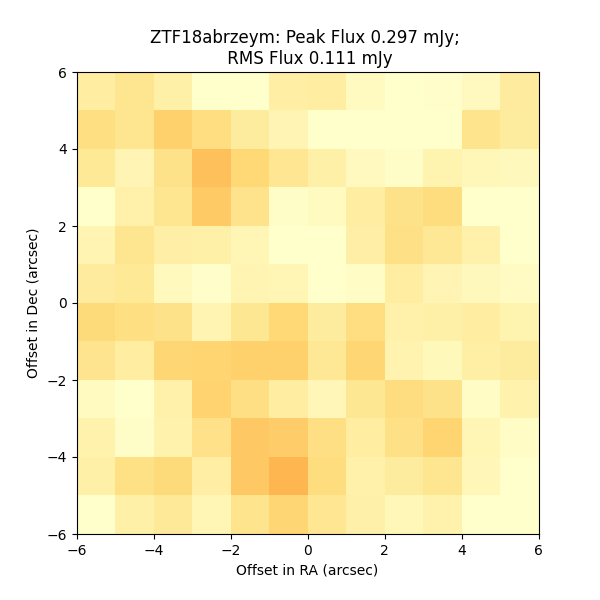 ZTF18abrzeym: Peak Flux 0.297 mJy;
RMS Flux 0.111 mJy
6
4
2
0
−2
−4
−6
Offset in Dec (arcsec)
−6 −4 −2 0 2 4 6
Offset in RA (arcsec)